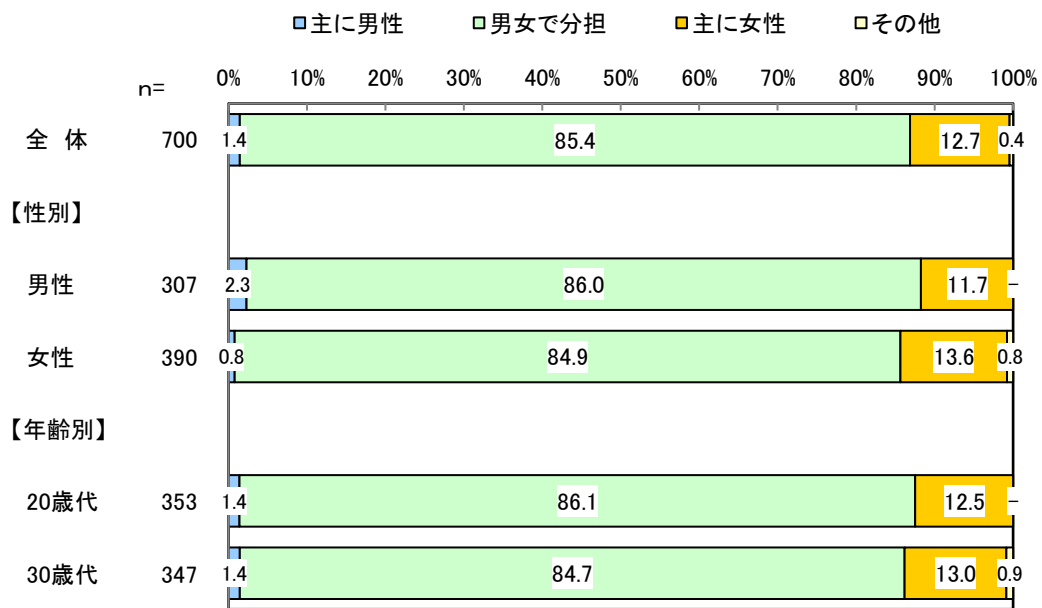 ■主に男性 ■男女で分担 ■主に女性 ■その他
n= 0% 10% 20% 30% 40% 50% 60% 70% 80% 90% 100%
全 体 700 1.4 85.4 12.7 0.4
【性別】
男性 307 2.3 86.0 11.7 -
女性 390 0.8 84.9 13.6 0.8
【年齢別】
20歳代 353 1.4 86.1 12.5 -
30歳代 347 1.4 84.7 13.0 0.9